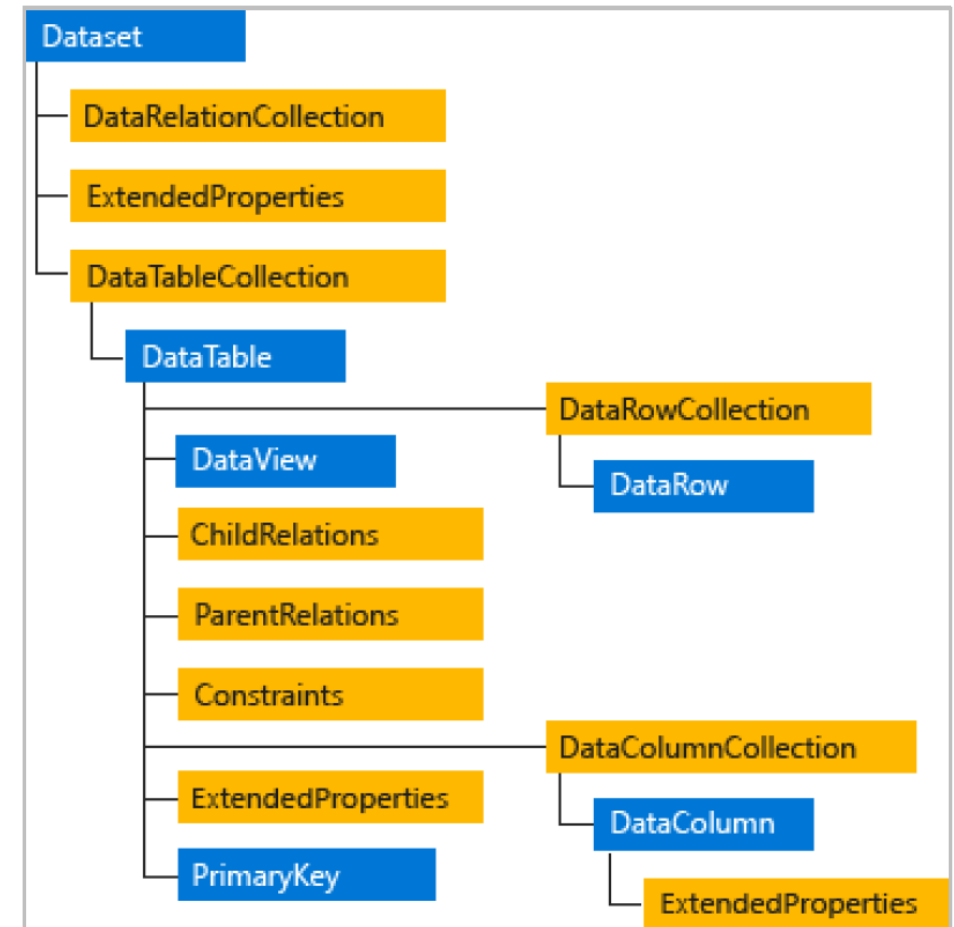 Dataset
DataRelationCollection
ExtendedProperties
DataTableCollection
DataTable
DataRowCollection
DataView
DataRow
ChildRelations
ParentRelations
Constraints
DataColumnCollection
ExtendedProperties
DataColumn
PrimaryKey
ExtendedProperties